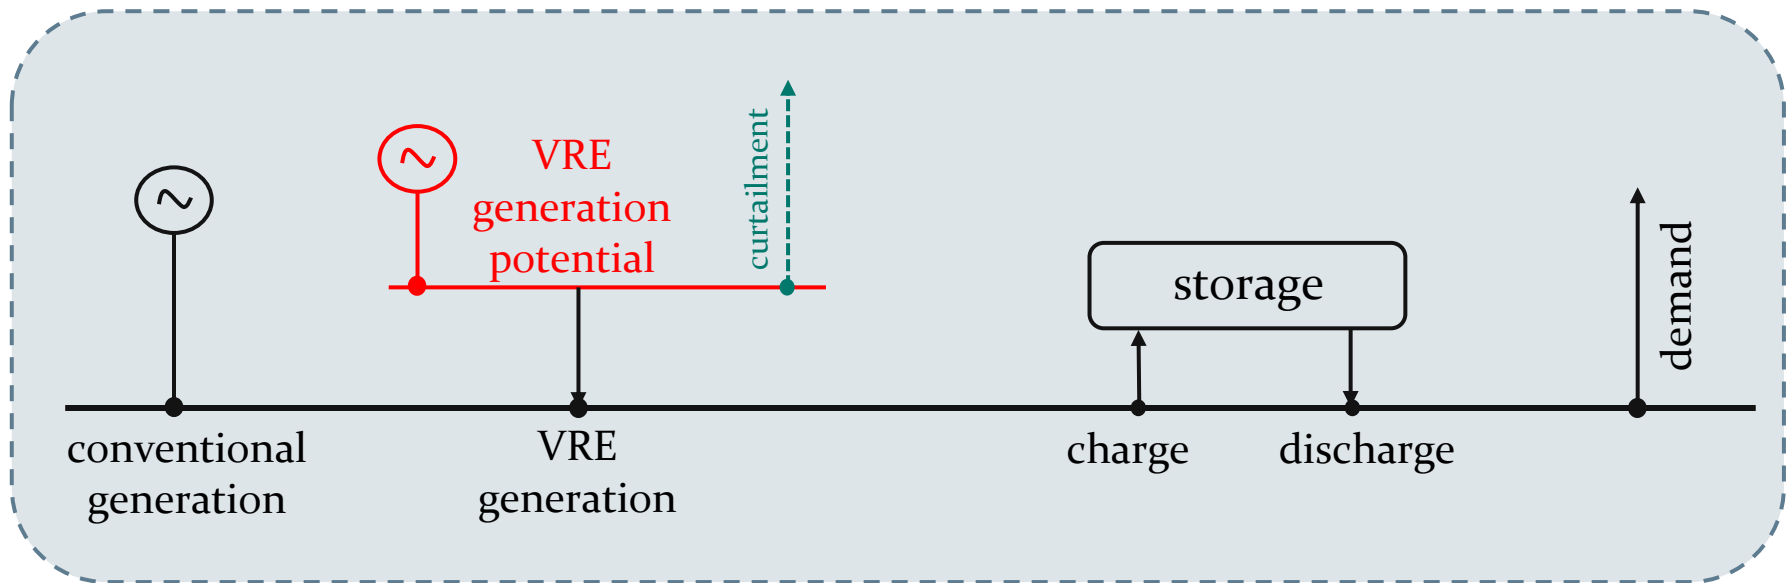 VRE
generation
potential
curtailment
storage
demand
conventional
generation
VRE
generation
charge
discharge